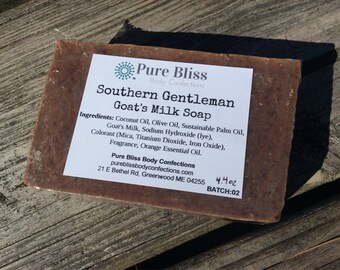 Pure Bliss
Body Confections
Southern Gentleman
Goat's Milk Soap
Ingredients: Coconut Oil, Olive Oil, Sustainable Palm Oil,
Goat's Milk, Sodium Hydroxide (lye),
Colorant (Mica, Titanium Dioxide, Iron Oxide),
Fragrance, Orange Essential Oil.
Pure Bliss Body Confections
pureblissbodyconfections.com
21 E Bethel Rd, Greenwood ME 04255
4.4oz
BATCH:02